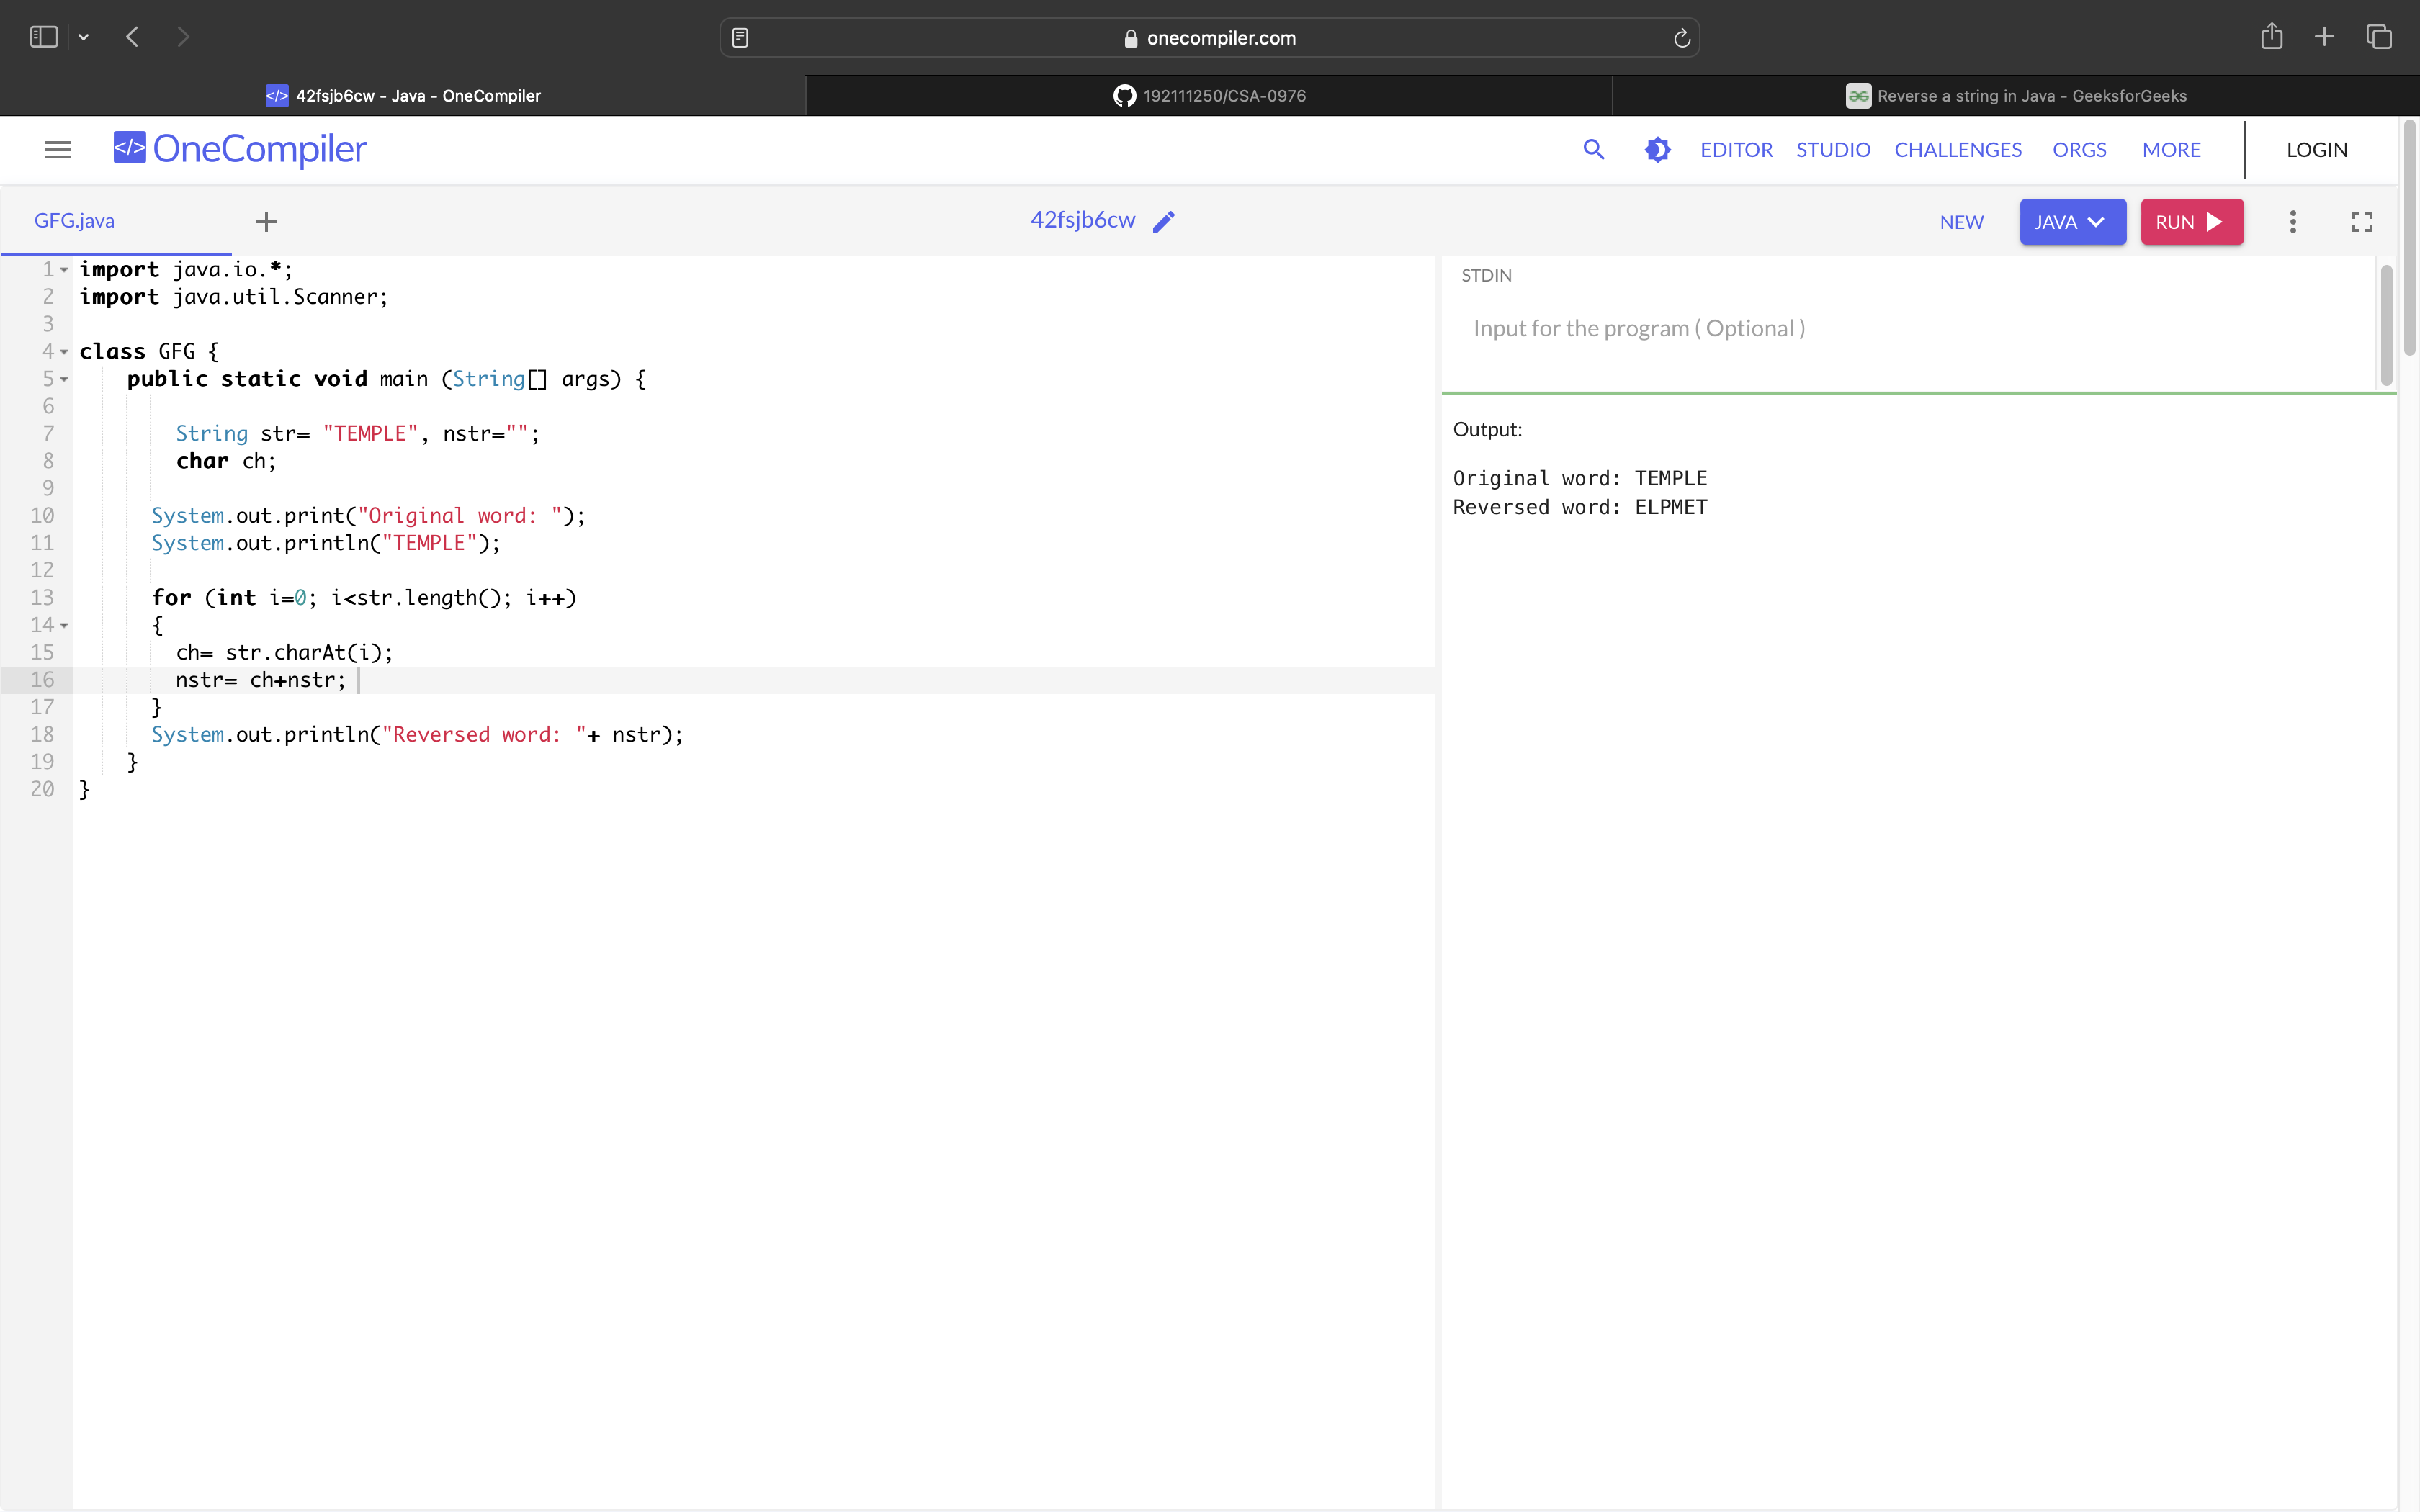 onecompiler.com
42fsjb6cw - Java - OneCompiler
192111250/CSA-0976
Reverse a string in Java - GeeksforGeeks
</> OneCompiler
EDITOR STUDIO CHALLENGES ORGS MORE LOGIN
GFG.java
42fsjb6cw
NEW JAVA RUN
1 import java.io.*;
2 import java.util.Scanner;
3
4 class GFG {
5 public static void main (String[] args) {
6
7 String str= "TEMPLE", nstr="";
8 char ch;
9
10 System.out.print("Original word: ");
11 System.out.println("TEMPLE");
12
13 for (int i=0; i<str.length(); i++)
14 {
15 ch= str.charAt(i);
16 nstr= ch+nstr;
17 }
18 System.out.println("Reversed word: "+ nstr);
19 }
20 }
STDIN
Input for the program ( Optional )
Output:
Original word: TEMPLE
Reversed word: ELPMET